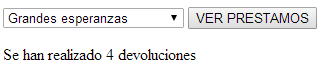 Grandes esperanzas VER PRESTAMOS
Se han realizado 4 devoluciones